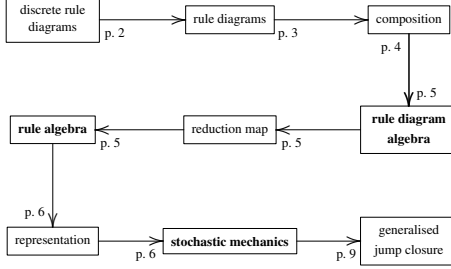 discrete rule
diagrams
p. 2
rule diagrams
p. 3
composition
p. 4
p. 5
rule diagram
algebra
p. 5
reduction map
p. 5
rule algebra
p. 6
representation
p. 6
stochastic mechanics
p. 9
generalised
jump closure